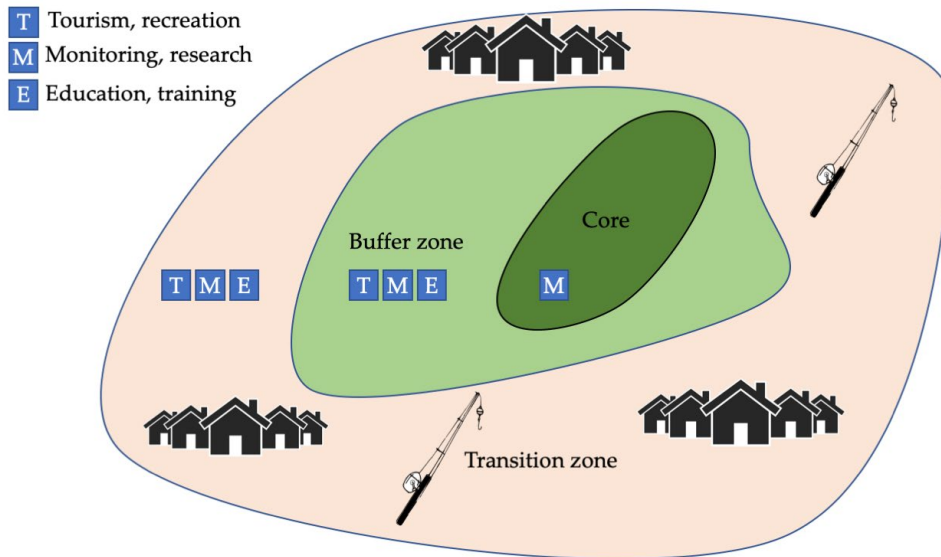 T Tourism, recreation
M Monitoring, research
E Education, training
Core
Buffer zone
T M E
T M E
M
Transition zone